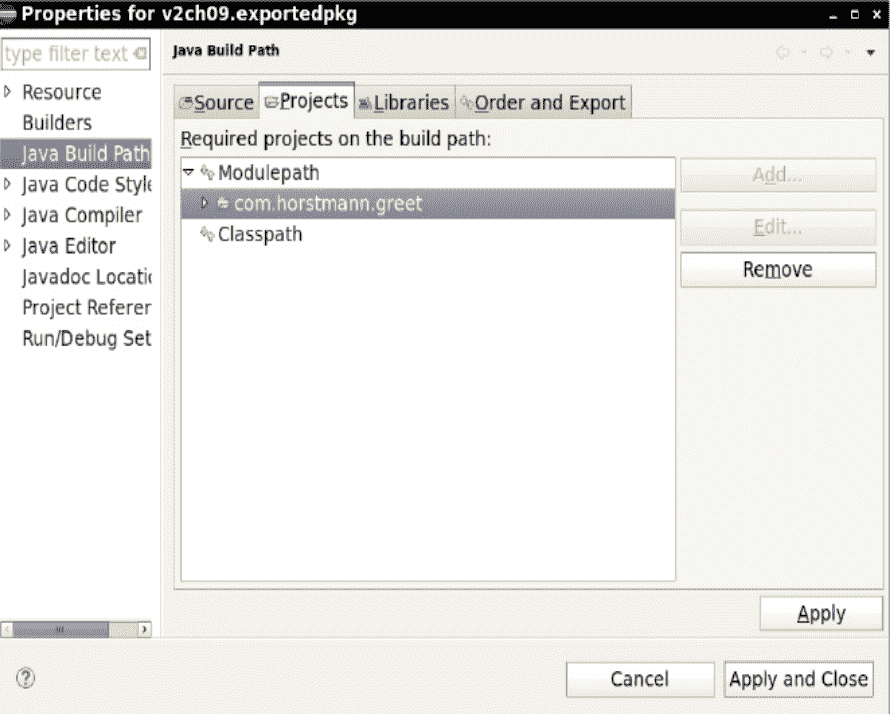 Properties for v2ch09.exportedpkg
type filter text
Java Build Path
Resource
Builders
Java Build Path
Java Code Style
Java Compiler
Java Editor
Javadoc Locatic
Project Referer
Run/Debug Set
Source Projects Libraries Order and Export
Required projects on the build path:
Modulepath
com.horstmann.greet
Classpath
Add...
Edit...
Remove
Apply
?
Cancel Apply and Close